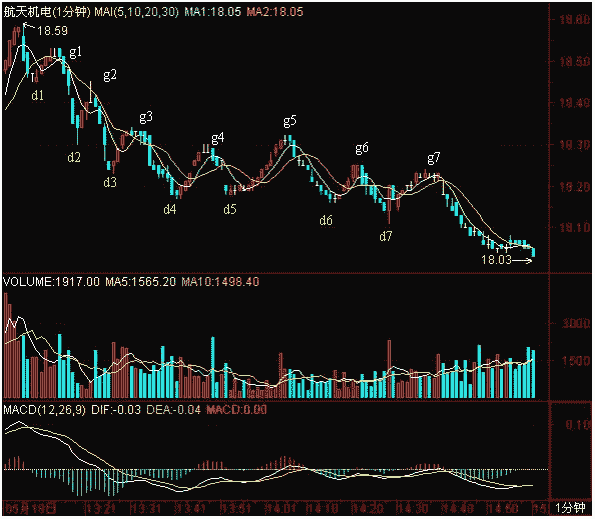 航天机电(1分钟) MAI(5,10,20,30) MA1:18.05 MA2:18.05
18.60
18.59
g1
18.50
g2
d1
18.40
g3
g5
g4
d2
18.30
g6
g7
d3
18.20
d4
d5
d6
d7
18.10
18.03
VOLUME:1917.00 MA5:1565.20 MA10:1498.40
3000
1500
MACD(12,26,9) DIF:-0.03 DEA:-0.04 MACD:0.00
0.10
13:21 13:31 13:41 14:00 14:10 14:20 14:30 14:40 14:50 1分钟